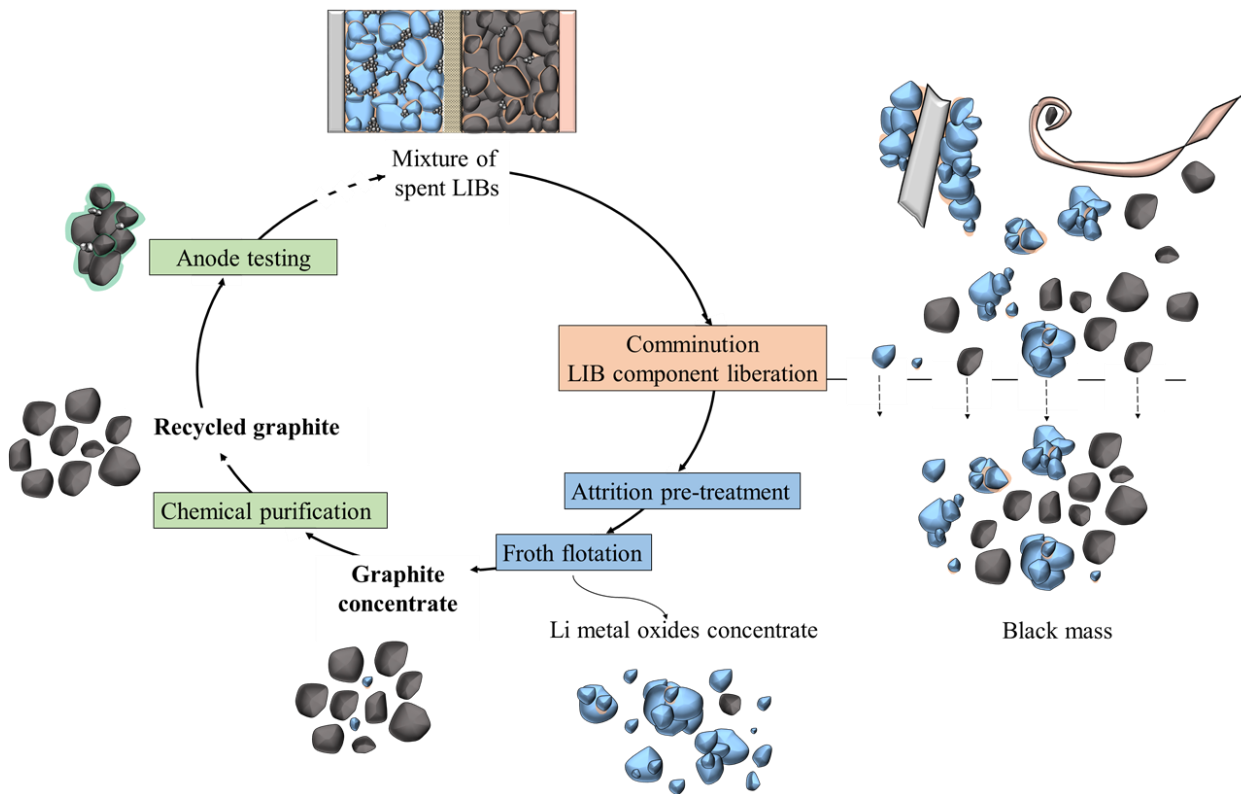 Mixture of
spent LIBs
Anode testing
Comminution
LIB component liberation
Recycled graphite
Attrition pre-treatment
Chemical purification
Froth flotation
Graphite
concentrate
Li metal oxides concentrate
Black mass